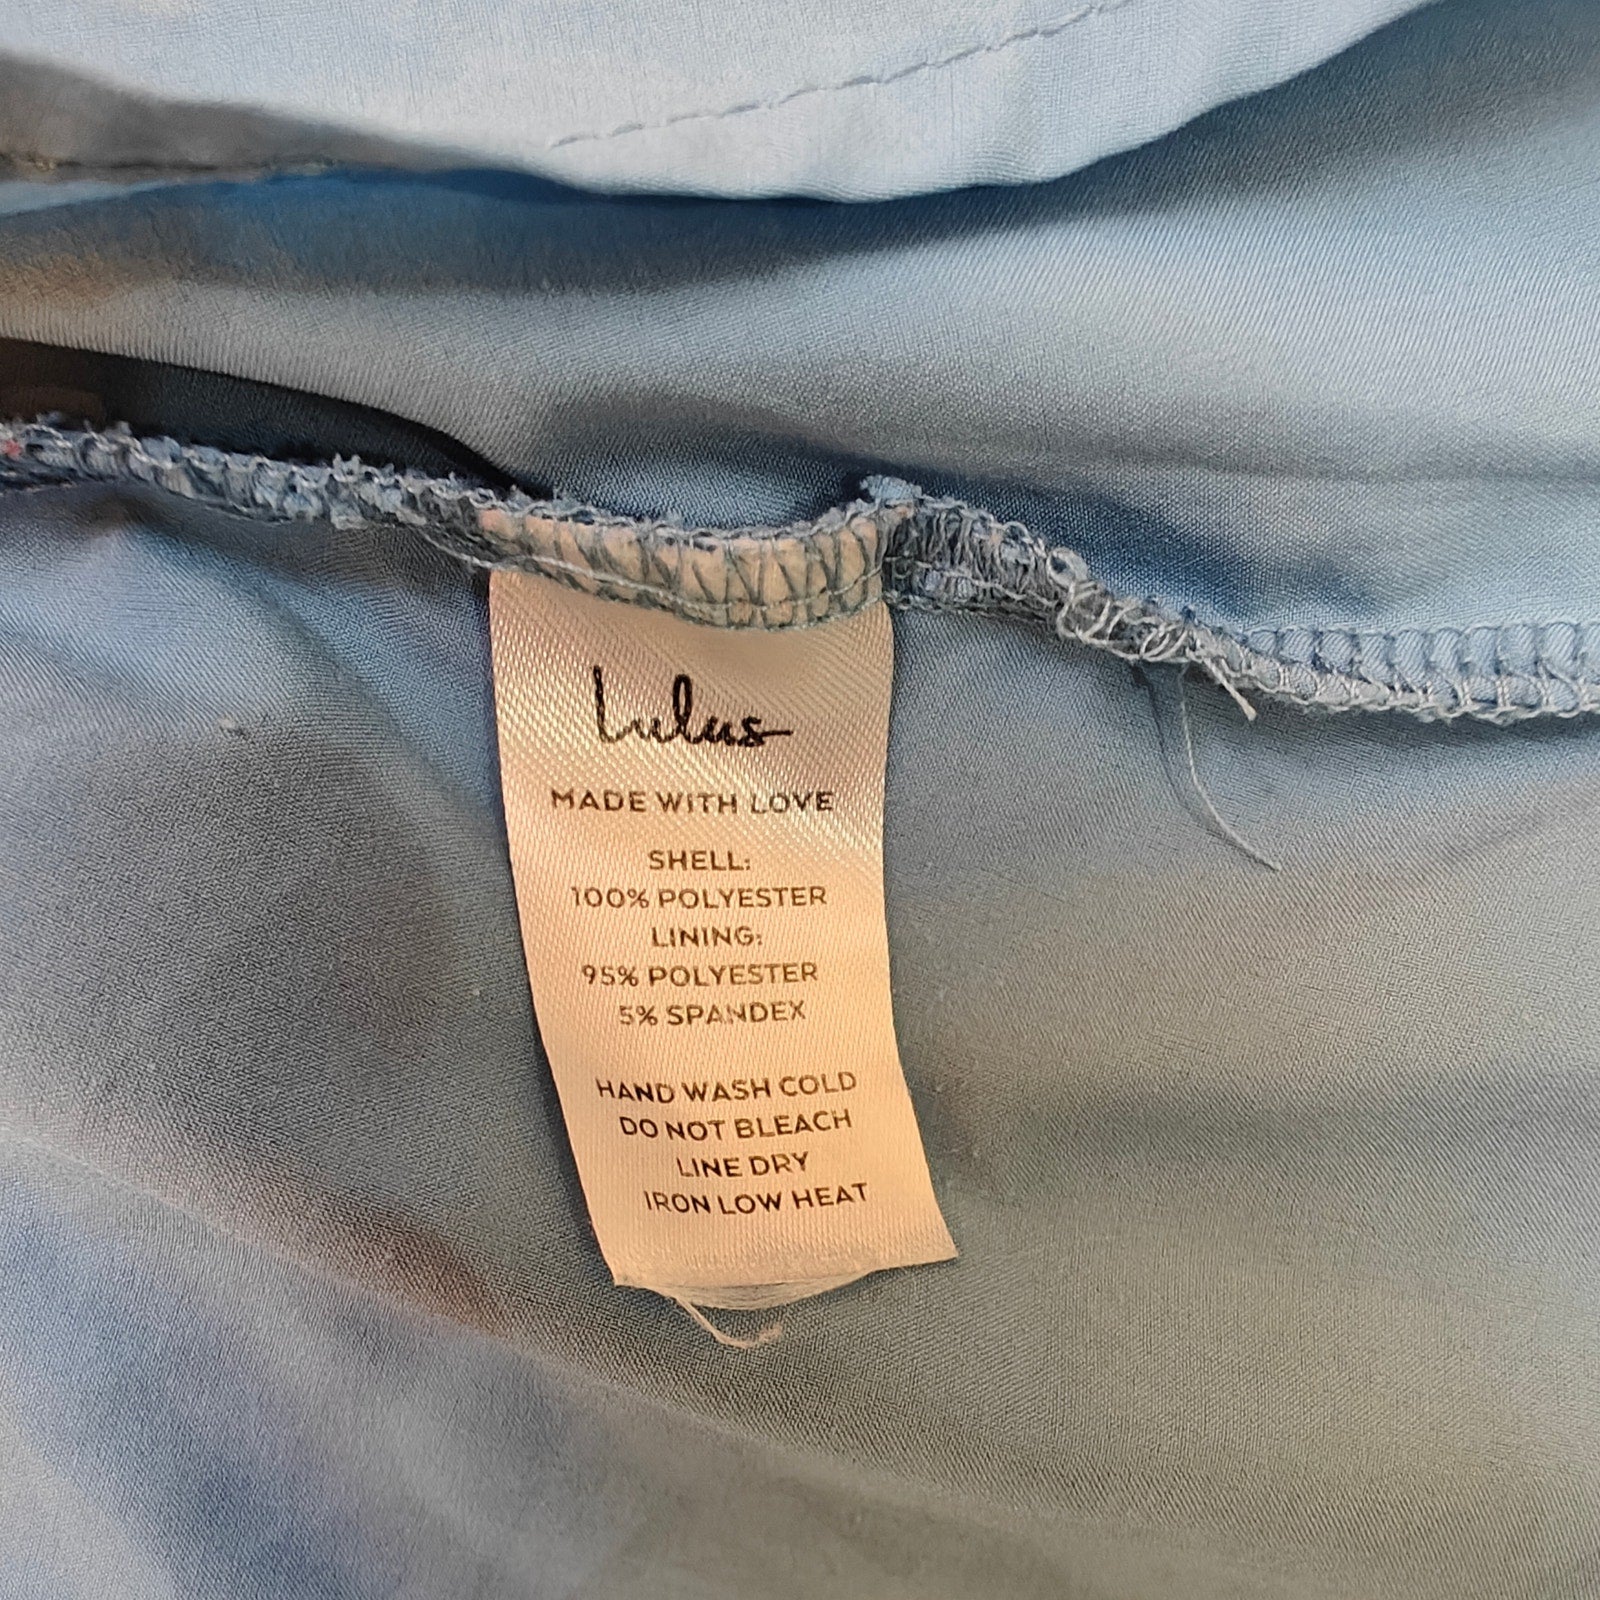 Lulus
MADE WITH LOVE
SHELL:
100% POLYESTER
LINING:
95% POLYESTER
5% SPANDEX
HAND WASH COLD
DO NOT BLEACH
LINE DRY
IRON LOW HEAT